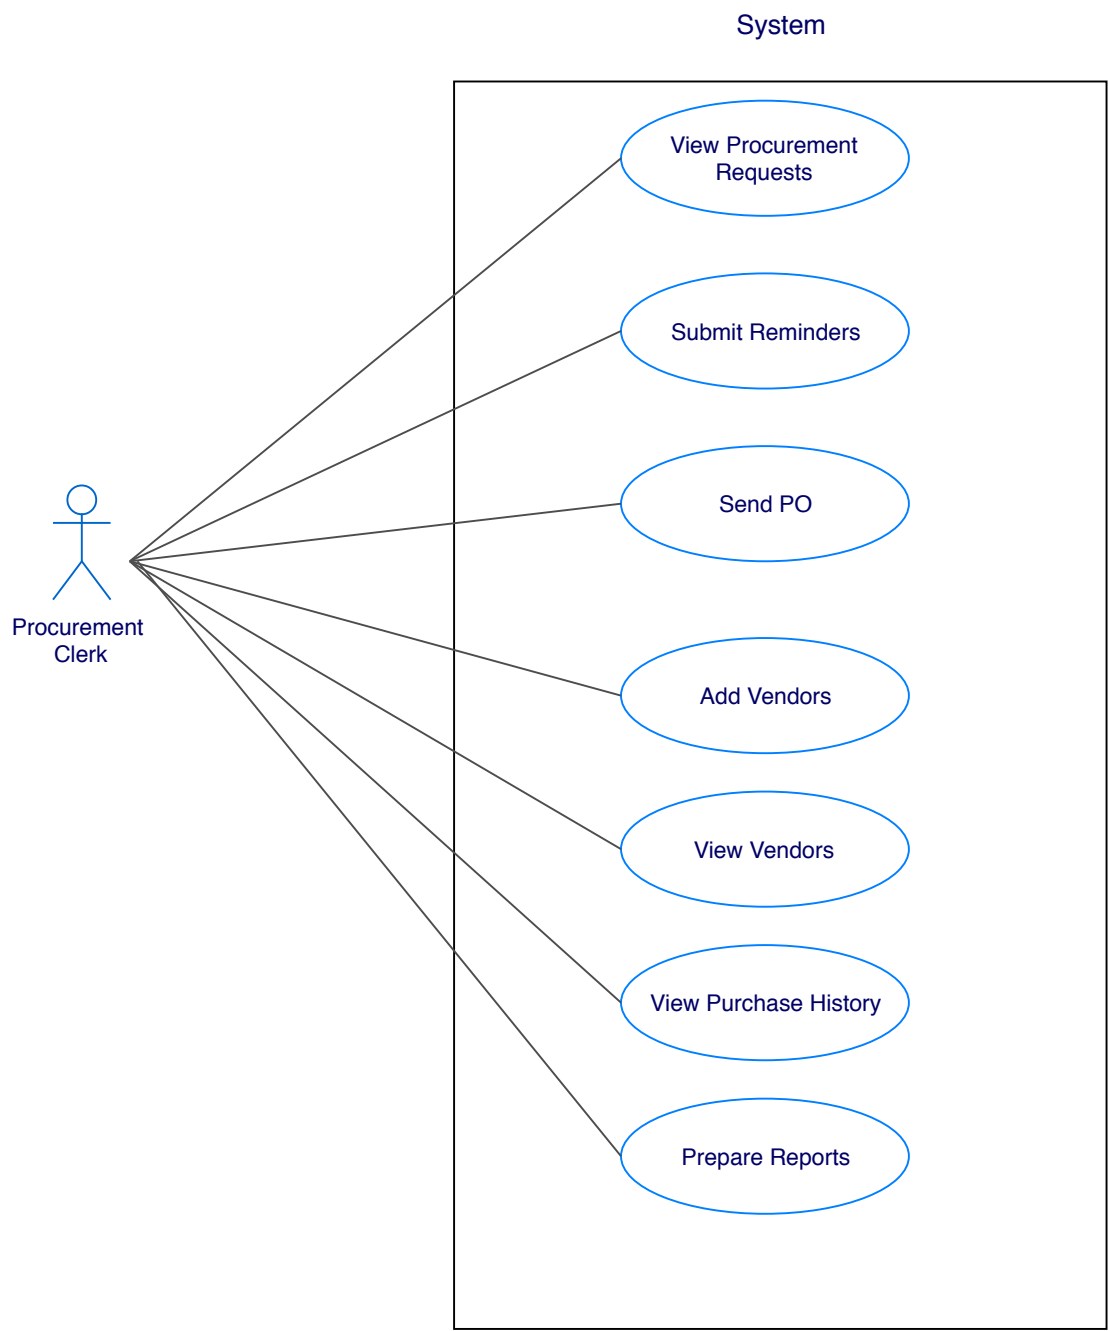 System
View Procurement
Requests
Submit Reminders
Send PO
Procurement
Clerk
Add Vendors
View Vendors
View Purchase History
Prepare Reports